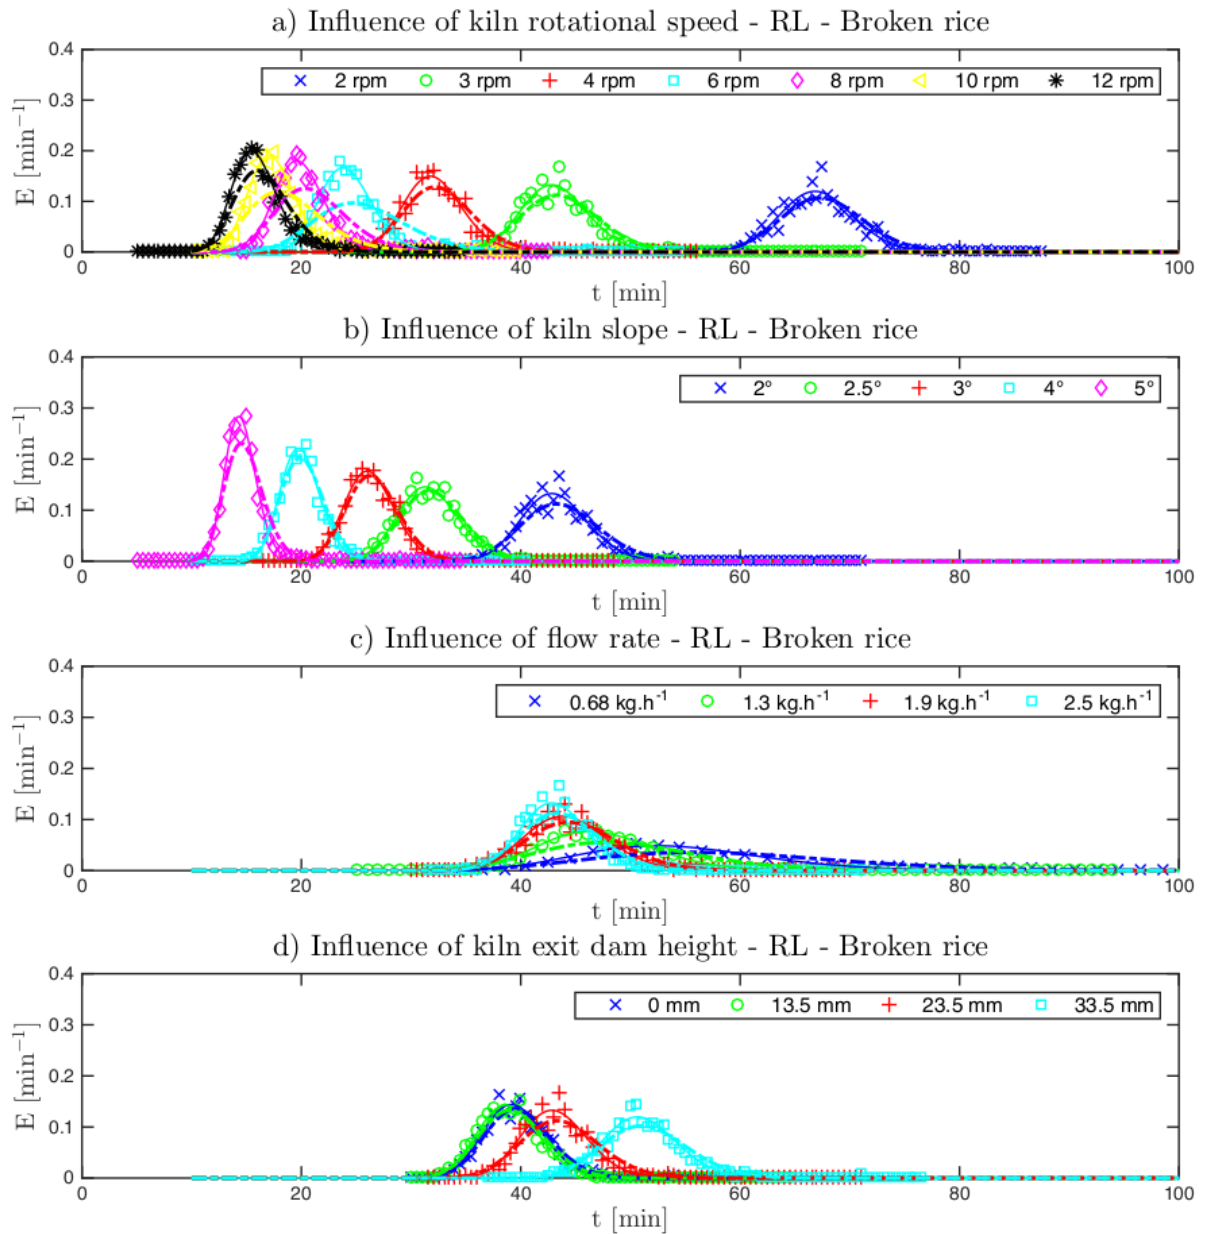 a) Influence of kiln rotational speed - RL - Broken rice
0.4
0.3
0.2
0.1
0
E [min⁻¹]
2 rpm 3 rpm 4 rpm 6 rpm 8 rpm 10 rpm 12 rpm
0 20 40 60 80 100
t [min]
b) Influence of kiln slope - RL - Broken rice
0.4
0.3
0.2
0.1
0
E [min⁻¹]
2° 2.5° 3° 4° 5°
0 20 40 60 80 100
t [min]
c) Influence of flow rate - RL - Broken rice
0.4
0.3
0.2
0.1
0
E [min⁻¹]
0.68 kg.h⁻¹ 1.3 kg.h⁻¹ 1.9 kg.h⁻¹ 2.5 kg.h⁻¹
0 20 40 60 80 100
t [min]
d) Influence of kiln exit dam height - RL - Broken rice
0.4
0.3
0.2
0.1
0
E [min⁻¹]
0 mm 13.5 mm 23.5 mm 33.5 mm
0 20 40 60 80 100
t [min]